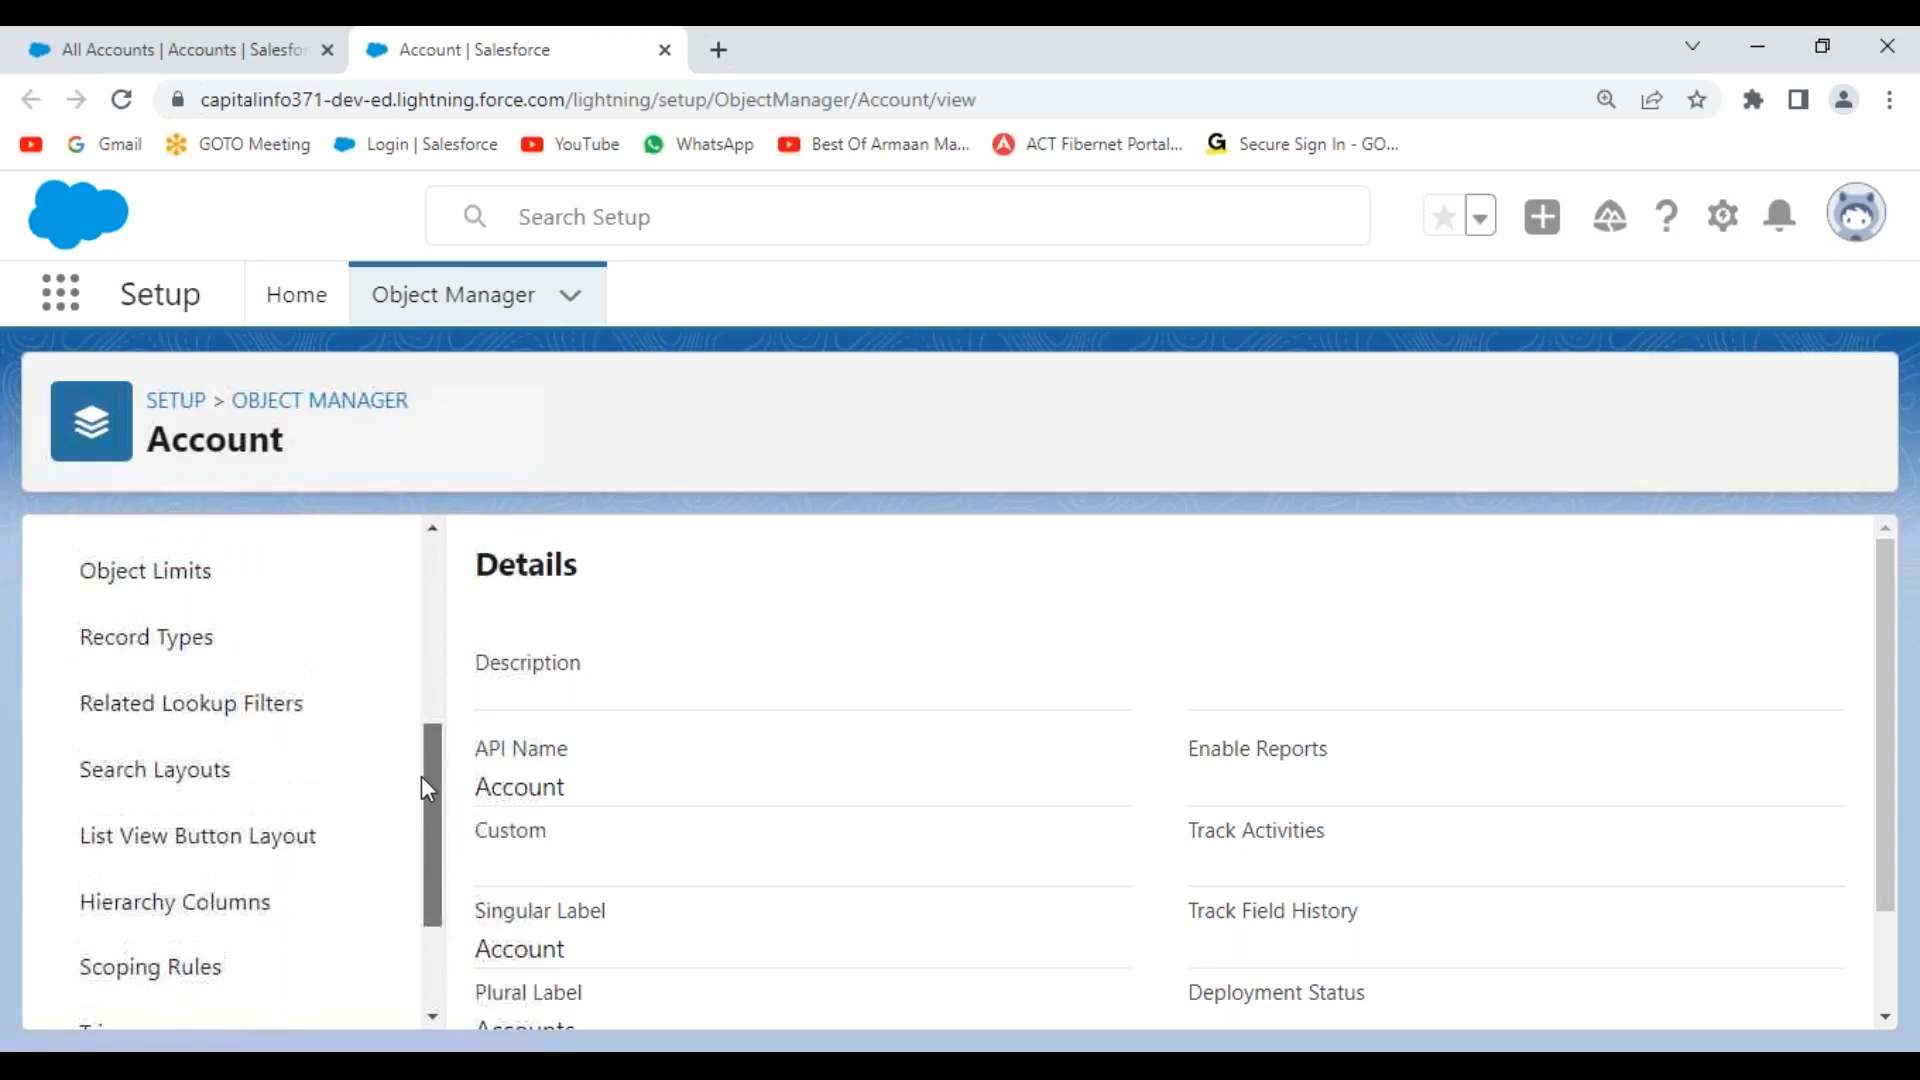 All Accounts | Accounts | Salesfor
Account | Salesforce
capitalinfo371-dev-ed.lightning.force.com/lightning/setup/ObjectManager/Account/view
Gmail
GOTO Meeting
Login | Salesforce
YouTube
WhatsApp
Best Of Armaan Ma...
ACT Fibernet Portal...
Secure Sign In - GO...
Search Setup
Setup
Home
Object Manager
SETUP > OBJECT MANAGER
Account
Object Limits
Record Types
Related Lookup Filters
Search Layouts
List View Button Layout
Hierarchy Columns
Scoping Rules
Details
Description
API Name
Account
Enable Reports
Custom
Track Activities
Singular Label
Account
Track Field History
Plural Label
Accounts
Deployment Status